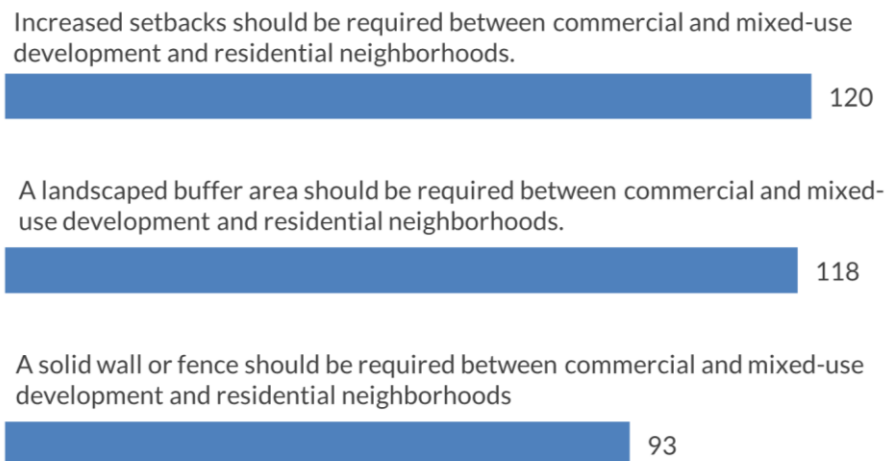 Increased setbacks should be required between commercial and mixed-use
development and residential neighborhoods.
120
A landscaped buffer area should be required between commercial and mixed-
use development and residential neighborhoods.
118
A solid wall or fence should be required between commercial and mixed-use
development and residential neighborhoods
93